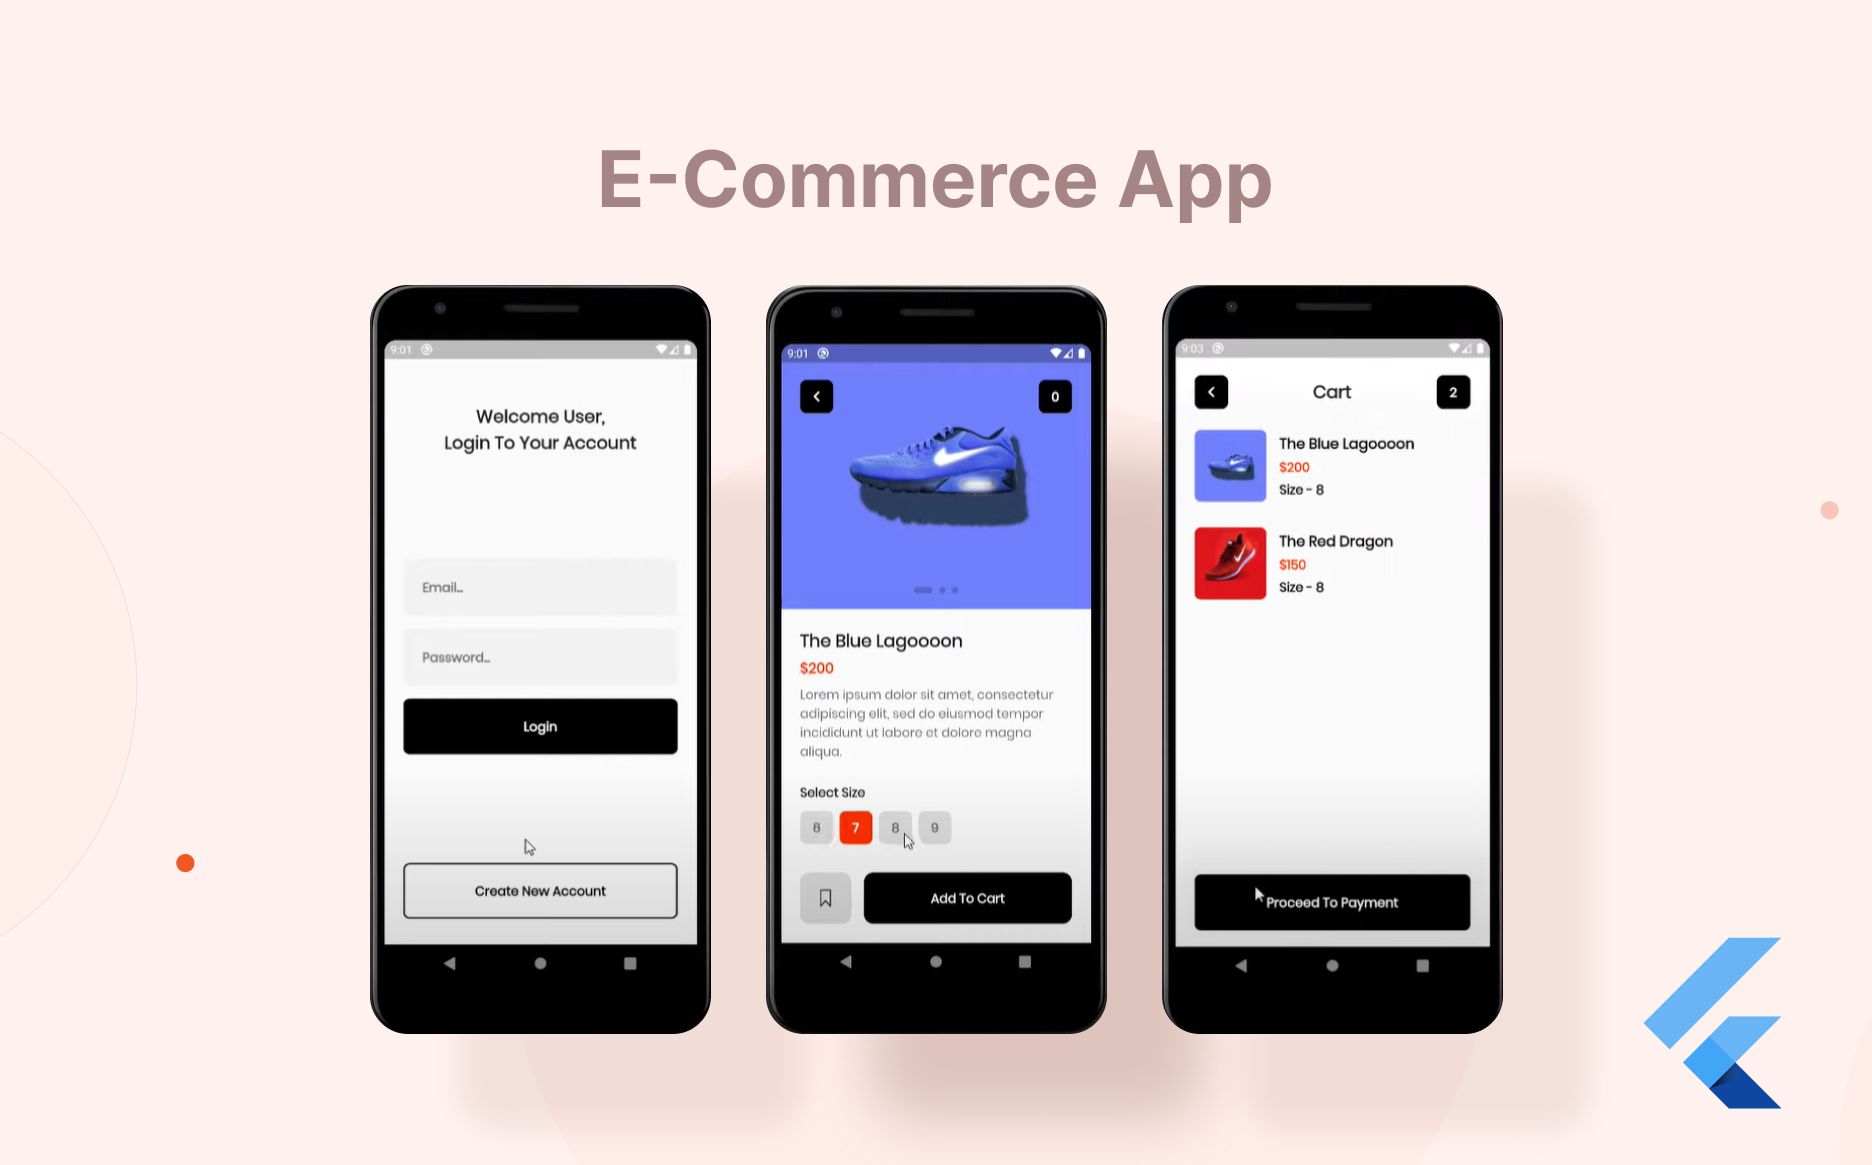 E-Commerce App
9:01
Welcome User,
Login To Your Account
Email...
Password...
Login
Create New Account
9:01
0
The Blue Lagoooon
$200
Lorem ipsum dolor sit amet, consectetur
adipiscing elit, sed do eiusmod tempor
incididunt ut labore et dolore magna
aliqua.
Select Size
6 7 8 9
Add To Cart
9:03
Cart
2
The Blue Lagoooon
$200
Size - 8
The Red Dragon
$150
Size - 8
Proceed To Payment